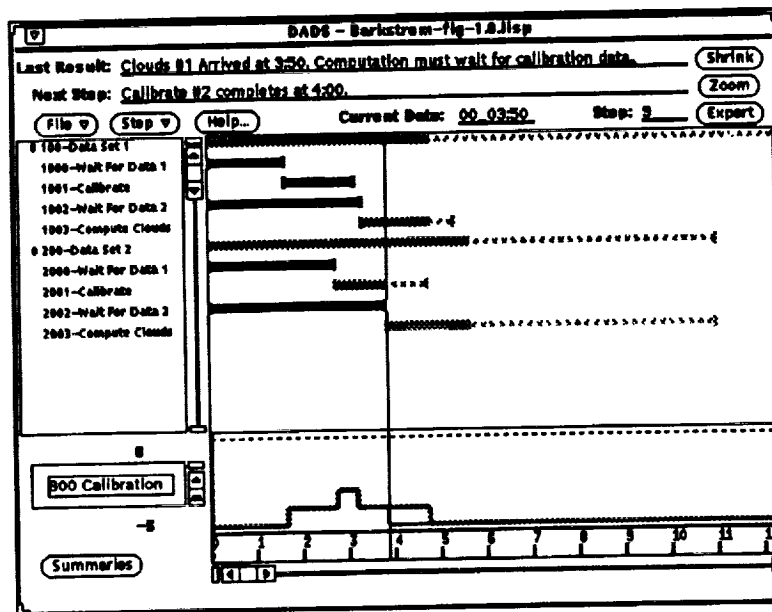 DADS - Barkstrom-fig-1.0.lisp
Last Result: Clouds #1 Arrived at 3:50. Computation must wait for calibration data.
Shrink
Next Step: Calibrate #2 completes at 4:00.
Zoom
File Step Help... Current Date: 00_03:50 Step: 9 Expert
0 100-Data Set 1
1000-Wait For Data 1
1001-Calibrate
1002-Wait For Data 2
1003-Compute Clouds
0 200-Data Set 2
2000-Wait For Data 1
2001-Calibrate
2002-Wait For Data 2
2003-Compute Clouds
800 Calibration
-5
0 1 2 3 4 5 6 7 8 9 10 11 12
Summaries